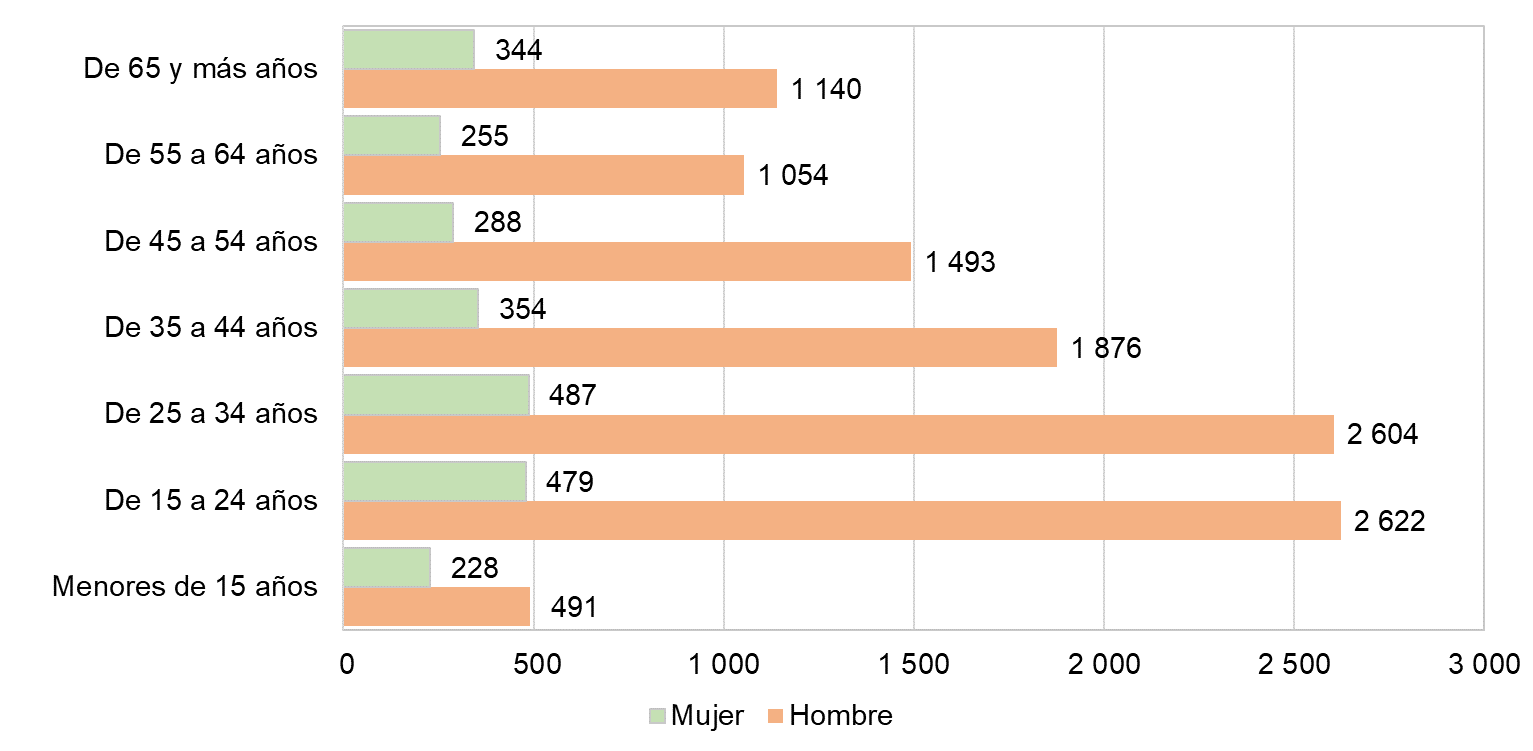 De 65 y más años
344
1 140
De 55 a 64 años
255
1 054
De 45 a 54 años
288
1 493
De 35 a 44 años
354
1 876
De 25 a 34 años
487
2 604
De 15 a 24 años
479
2 622
Menores de 15 años
228
491
0 500 1 000 1 500 2 000 2 500 3 000
Mujer Hombre